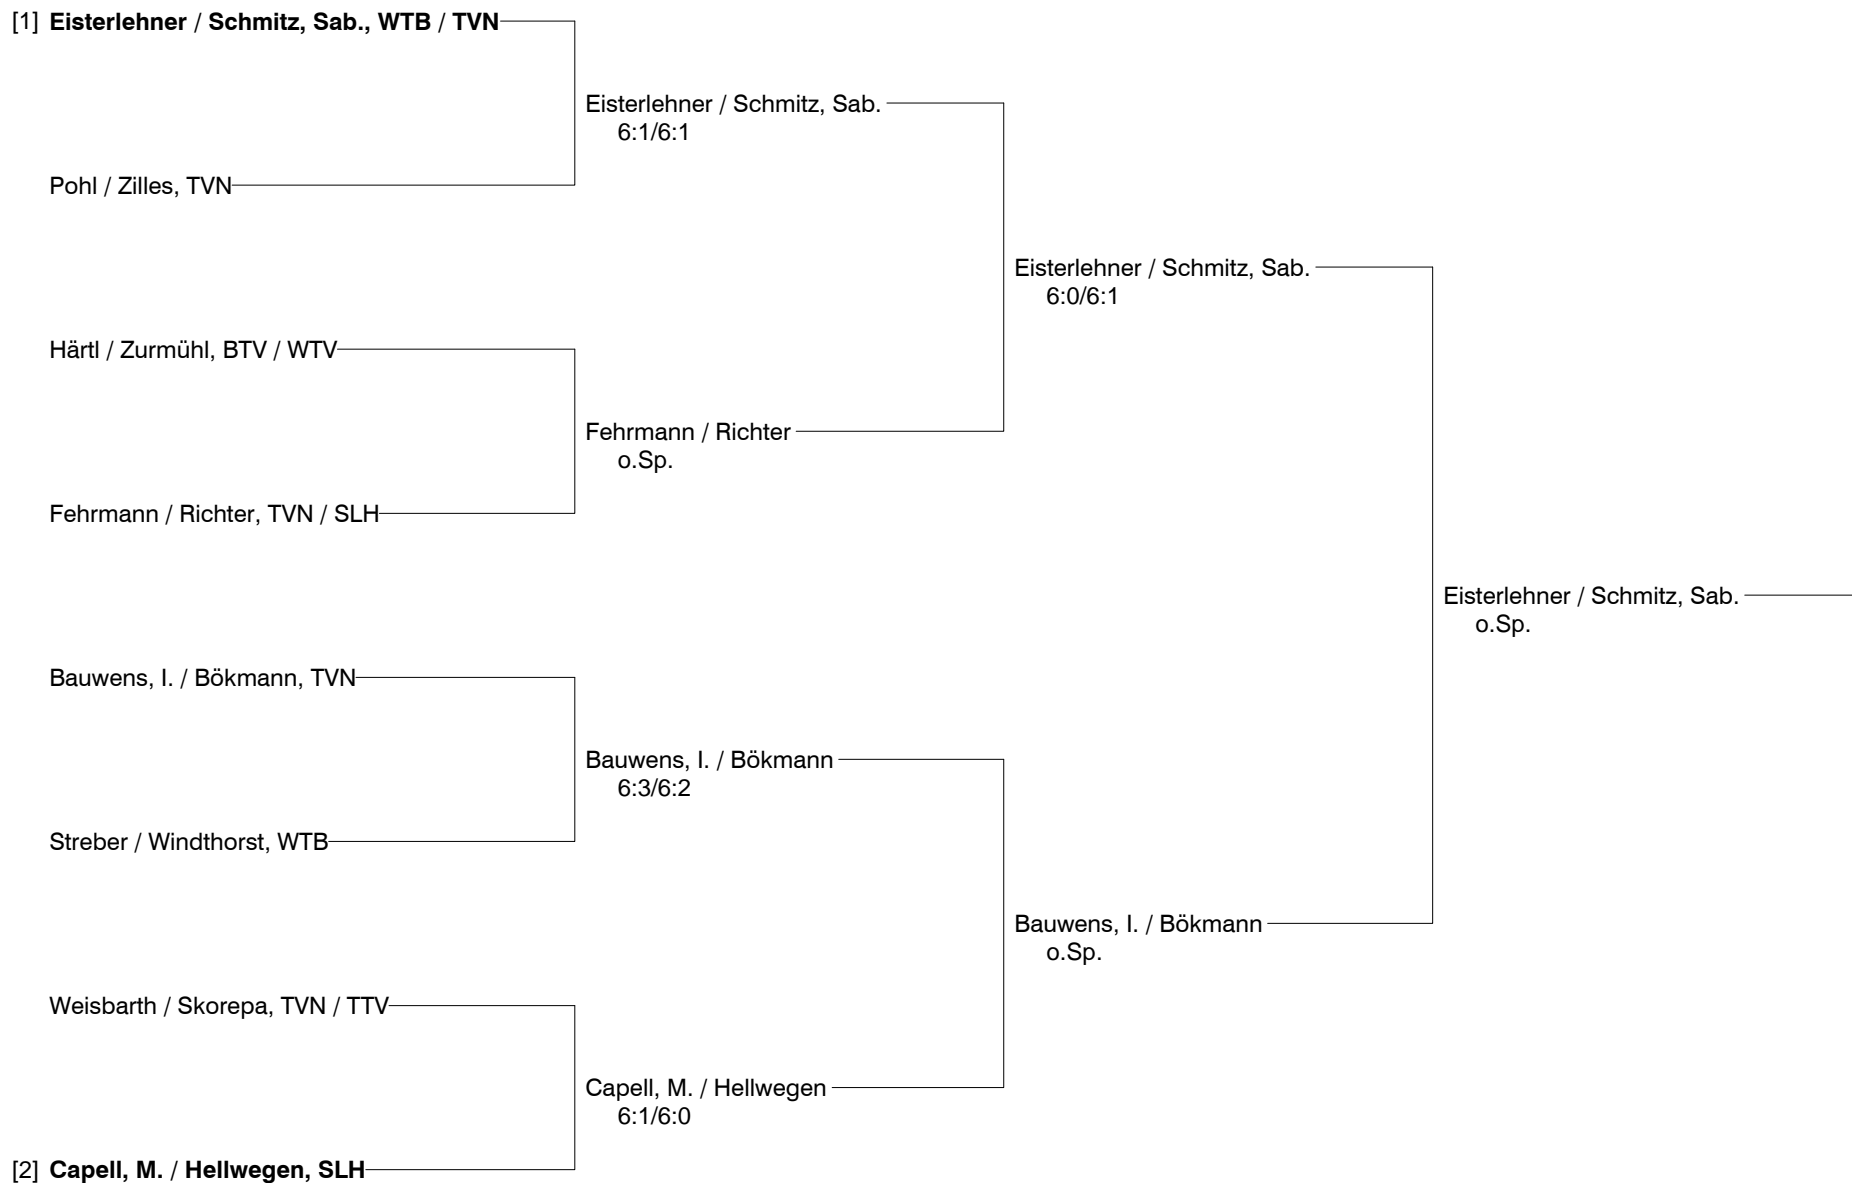 [1] Eisterlehner / Schmitz, Sab., WTB / TVN
Eisterlehner / Schmitz, Sab.
6:1/6:1
Pohl / Zilles, TVN
Eisterlehner / Schmitz, Sab.
6:0/6:1
Härtl / Zurmühl, BTV / WTV
Fehrmann / Richter
o.Sp.
Fehrmann / Richter, TVN / SLH
Eisterlehner / Schmitz, Sab.
o.Sp.
Bauwens, I. / Bökmann, TVN
Bauwens, I. / Bökmann
6:3/6:2
Streber / Windthorst, WTB
Bauwens, I. / Bökmann
o.Sp.
Weisbarth / Skorepa, TVN / TTV
Capell, M. / Hellwegen
6:1/6:0
[2] Capell, M. / Hellwegen, SLH